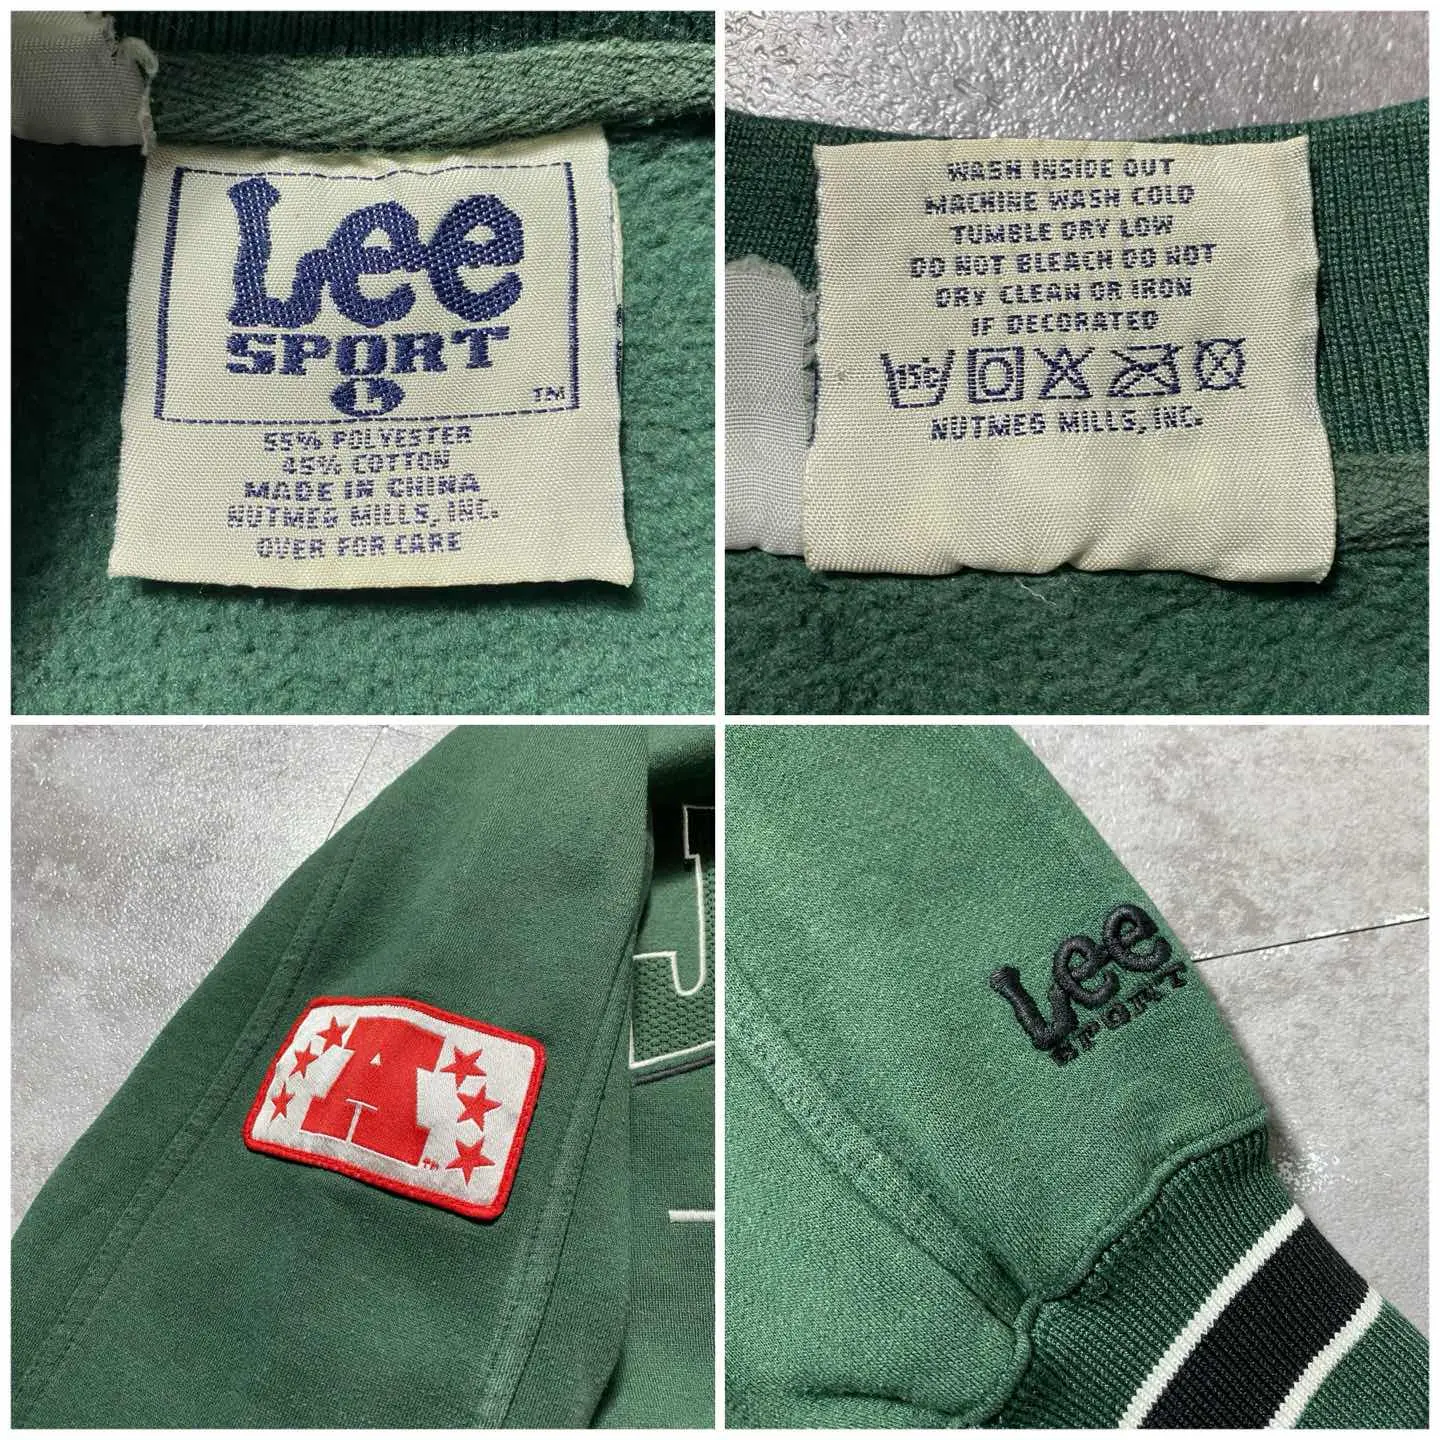 Lee
SPORT
L
TM
55% POLYESTER
45% COTTON
MADE IN CHINA
NUTMEG MILLS, INC.
OVER FOR CARE
WASH INSIDE OUT
MACHINE WASH COLD
TUMBLE DRY LOW
DO NOT BLEACH DO NOT
DRY CLEAN OR IRON
IF DECORATED
15°C
NUTMEG MILLS, INC.
A
TM
J
Lee
SPORT